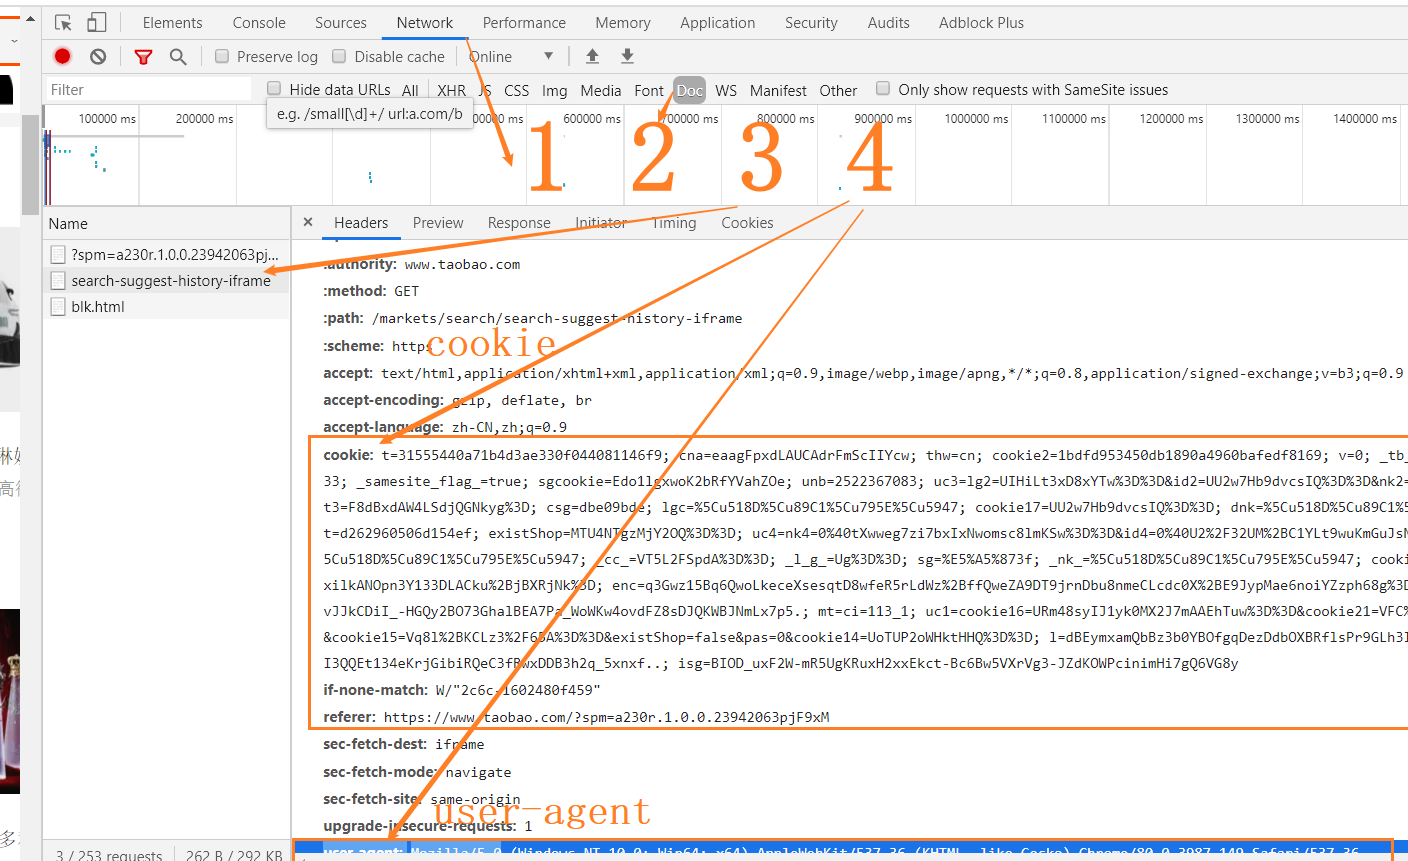 Elements Console Sources Network Performance Memory Application Security Audits Adblock Plus
Preserve log Disable cache Online
Filter Hide data URLs All XHR JS CSS Img Media Font Doc WS Manifest Other Only show requests with SameSite issues
e.g. /small[\d]+/ url:a.com/b
100000 ms 200000 ms 600000 ms 700000 ms 800000 ms 900000 ms 1000000 ms 1100000 ms 1200000 ms 1300000 ms 1400000 ms
1 2 3 4
Name
× Headers Preview Response Initiator Timing Cookies
?spm=a230r.1.0.0.23942063pj...
search-suggest-history-iframe
blk.html
:authority: www.taobao.com
:method: GET
:path: /markets/search/search-suggest-history-iframe
:scheme: https
cookie
accept: text/html,application/xhtml+xml,application/xml;q=0.9,image/webp,image/apng,*/*;q=0.8,application/signed-exchange;v=b3;q=0.9
accept-encoding: gzip, deflate, br
accept-language: zh-CN,zh;q=0.9
cookie: t=31555440a71b4d3ae330f044081146f9; cna=eaagFpxdLAUCAdrFmScIIYcw; thw=cn; cookie2=1bdfd953450db1890a4960bafedf8169; v=0; _tb_
33; _samesite_flag_=true; sgcookie=Edo1lgxwoK2bRfYVahZOe; unb=2522367083; uc3=lg2=UIHiLt3xD8xYTw%3D%3D&id2=UU2w7Hb9dvcsIQ%3D%3D&nk2=
t3=F8dBxdAW4LSdjQGNkyg%3D; csg=dbe09bde; lgc=%5Cu518D%5Cu89C1%5Cu795E%5Cu5947; cookie17=UU2w7Hb9dvcsIQ%3D%3D; dnk=%5Cu518D%5Cu89C1%5
t=d262960506d154ef; existShop=MTU4NTgzMjY2OQ%3D%3D; uc4=nk4=0%40tXwweg7zi7bxIxNwomsc8lmKSw%3D%3D&id4=0%40U2%2F32UM%2BC1YLt9wuKmGuJsM
5Cu518D%5Cu89C1%5Cu795E%5Cu5947; _cc_=VT5L2FSpdA%3D%3D; _l_g_=Ug%3D%3D; sg=%E5%A5%873f; _nk_=%5Cu518D%5Cu89C1%5Cu795E%5Cu5947; cooki
xilkANOpn3Y133DLACku%2BjBXRjNk%3D; enc=q3Gwz15Bq6QwoLkeceXsesqtD8wfeR5rLdWz%2BffQweZA9DT9jrnDbu8nmeCLcdc0X%2BE9JypMae6noiYZzph68g%3D
vJJkCDiI_-HGQy2BO73GhalBEA7Pa_WoWKw4ovdFZ8sDJQKWBJNmLx7p5.; mt=ci=113_1; uc1=cookie16=URm48syIJ1yk0MX2J7mAAEhTuw%3D%3D&cookie21=VFC%
&cookie15=Vq8l%2BKCLz3%2F65A%3D%3D&existShop=false&pas=0&cookie14=UoTUP2oWHktHHQ%3D%3D; l=dBEymxamQbBz3b0YBOfgqDezDdbOXBRflsPr9GLh3I
I3QQEt134eKrjGibiRQeC3fBwxDDB3h2q_5xnxf..; isg=BIOD_uxF2W-mR5UgKRuxH2xxEkct-Bc6Bw5VXrVg3-JZdKOWPcinimHi7gQ6VG8y
if-none-match: W/"2c6c-1602480f459"
referer: https://www.taobao.com/?spm=a230r.1.0.0.23942063pjF9xM
sec-fetch-dest: iframe
sec-fetch-mode: navigate
sec-fetch-site: same-origin
user-agent
upgrade-insecure-requests: 1
user-agent: Mozilla/5.0 (Windows NT 10.0; Win64; x64) AppleWebKit/537.36 (KHTML, like Gecko) Chrome/80.0.3987.149 Safari/537.36
3 / 253 requests 262 B / 292 KB